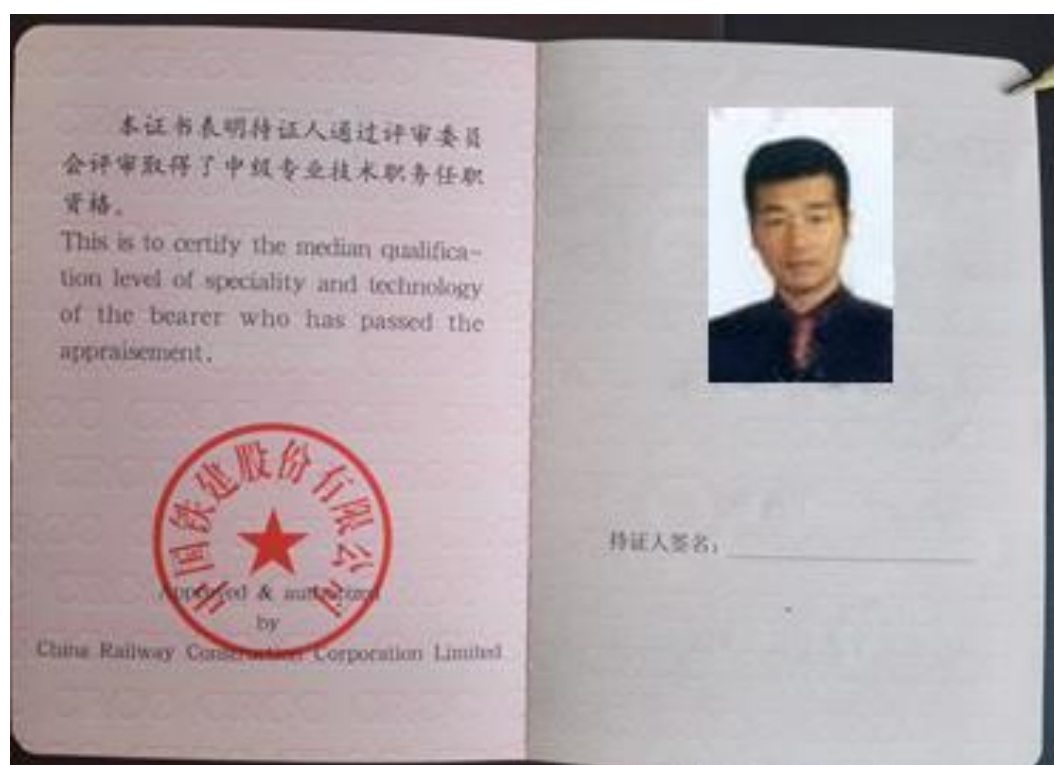 本证书表明持证人通过评审委员
会评审取得了中级专业技术职务任职
资格。
This is to certify the median qualifica-
tion level of speciality and technology
of the bearer who has passed the
appraisement.
中国铁建股份有限公司
Approved & authorized
by
China Railway Construction Corporation Limited
持证人签名: